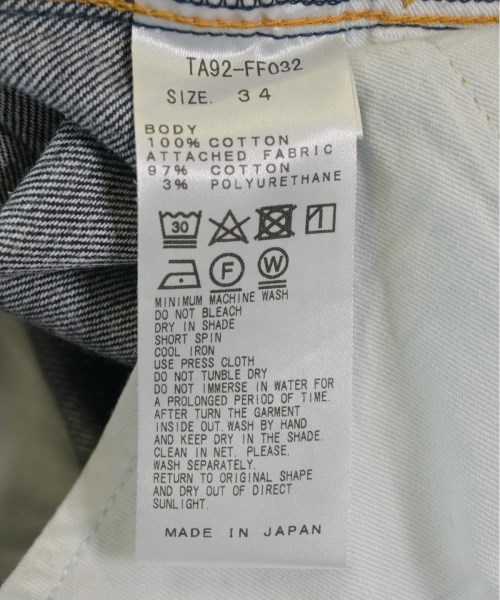 TA92-FF032
SIZE. 34
BODY
100% COTTON
ATTACHED FABRIC
97% COTTON
3% POLYURETHANE
30
F W
MINIMUM MACHINE WASH
DO NOT BLEACH
DRY IN SHADE
SHORT SPIN
COOL IRON
USE PRESS CLOTH
DO NOT TUNBLE DRY
DO NOT IMMERSE IN WATER FOR
A PROLONGED PERIOD OF TIME.
AFTER TURN THE GARMENT
INSIDE OUT. WASH BY HAND
AND KEEP DRY IN THE SHADE.
CLEAN IN NET. PLEASE.
WASH SEPARATELY.
RETURN TO ORIGINAL SHAPE
AND DRY OUT OF DIRECT
SUNLIGHT.
MADE IN JAPAN